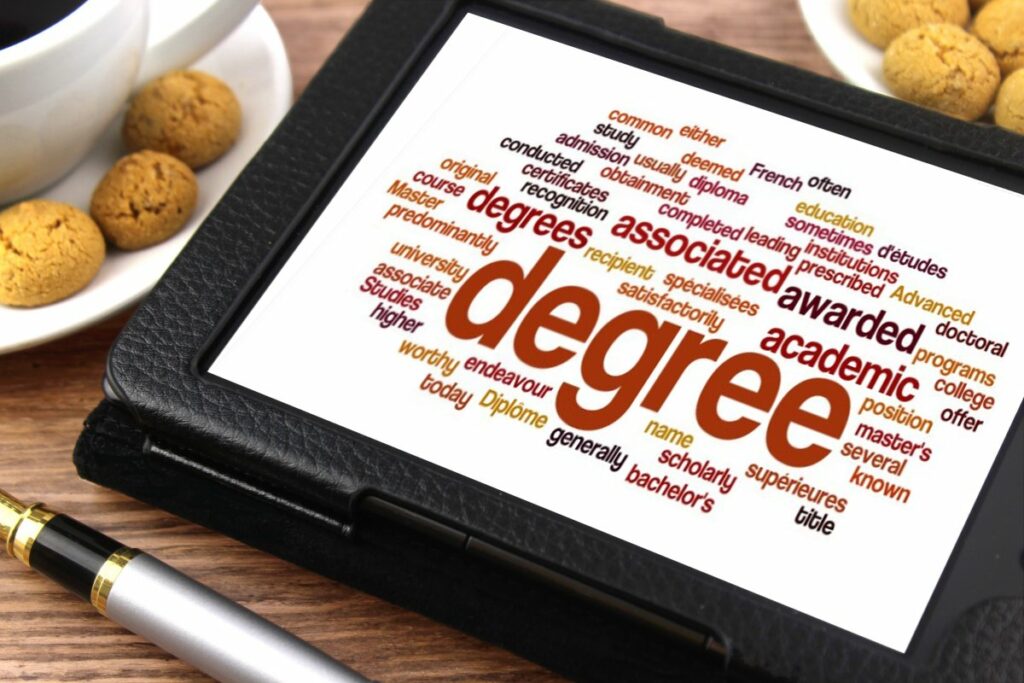 common either
study
admission usually deemed French often
conducted
certificates obtainment diploma education
original recognition completed leading sometimes d'études
course degrees associated institutions
Master prescribed
predominantly recipient spécialisées awarded Advanced
university satisfactorily doctoral
associate degree academic programs
Studies college
higher position offer
worthy endeavour master's
today Diplôme name several
generally scholarly supérieures known
bachelor's title